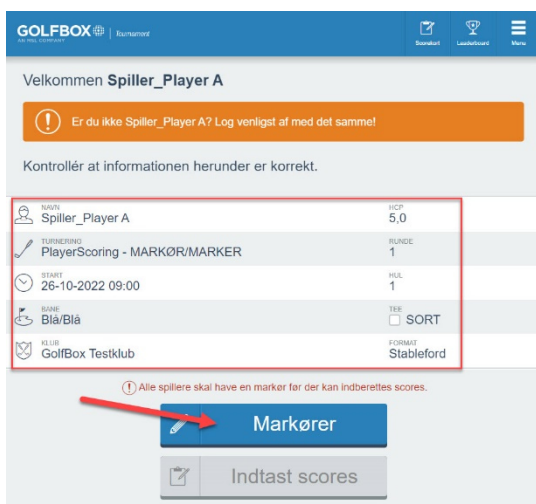 GOLFBOX | Tournament
AN HNL COMPANY
Scorekort Leaderboard Menu
Velkommen Spiller_Player A
Er du ikke Spiller_Player A? Log venligst af med det samme!
Kontrollér at informationen herunder er korrekt.
NAVN HCP
Spiller_Player A 5,0
TURNERING RUNDE
PlayerScoring - MARKØR/MARKER 1
START HUL
26-10-2022 09:00 1
BANE TEE
Blå/Blå SORT
KLUB FORMAT
GolfBox Testklub Stableford
Alle spillere skal have en markør før der kan indberettes scores.
Markører
Indtast scores